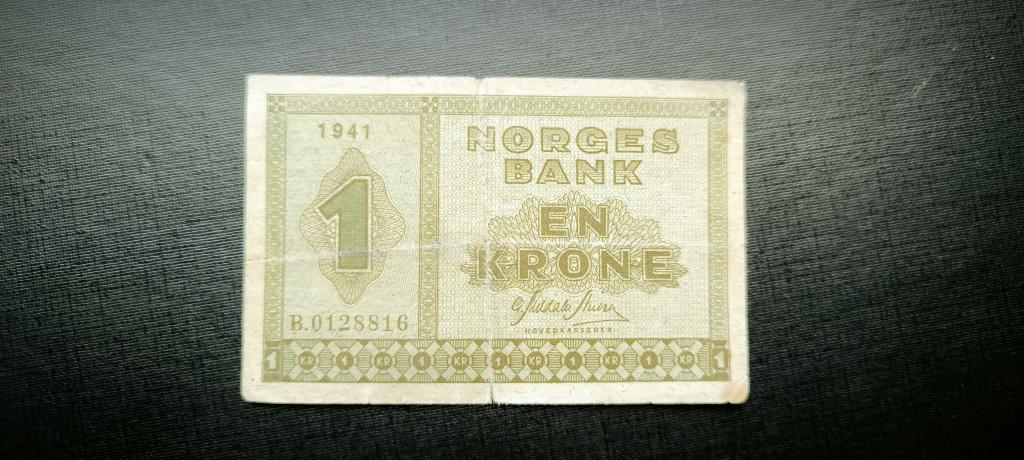 1941
1
B.0128816
NORGES
BANK
EN
KRONE
HOVEDKASSERER
1 KR 1 KR 1 KR 1 KR 1 KR 1 KR 1